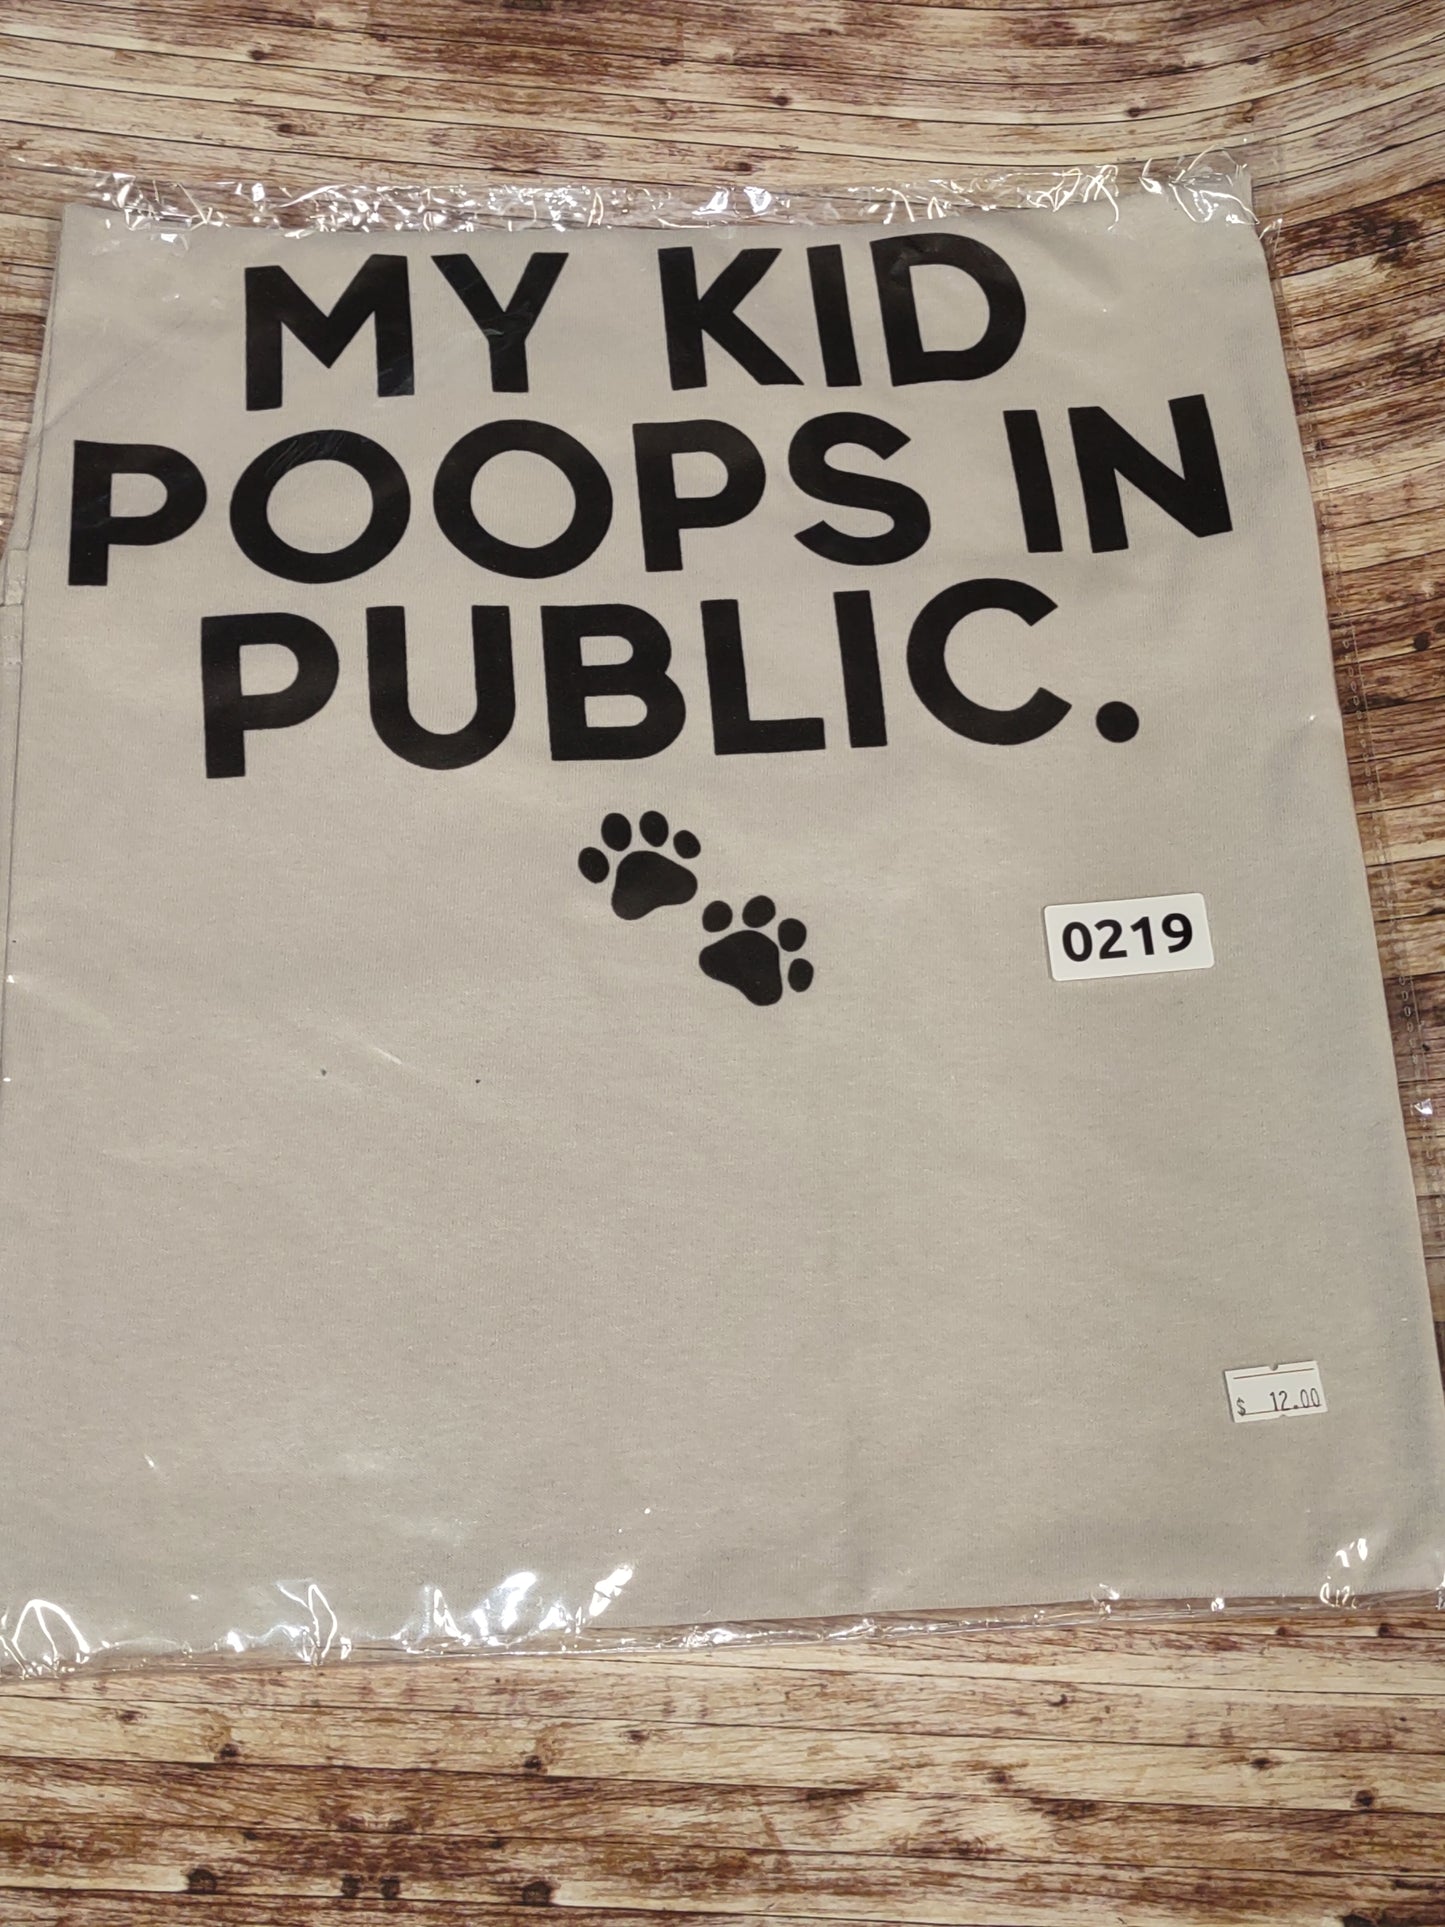 MY KID
POOPS IN
PUBLIC.
0219
$ 12.00